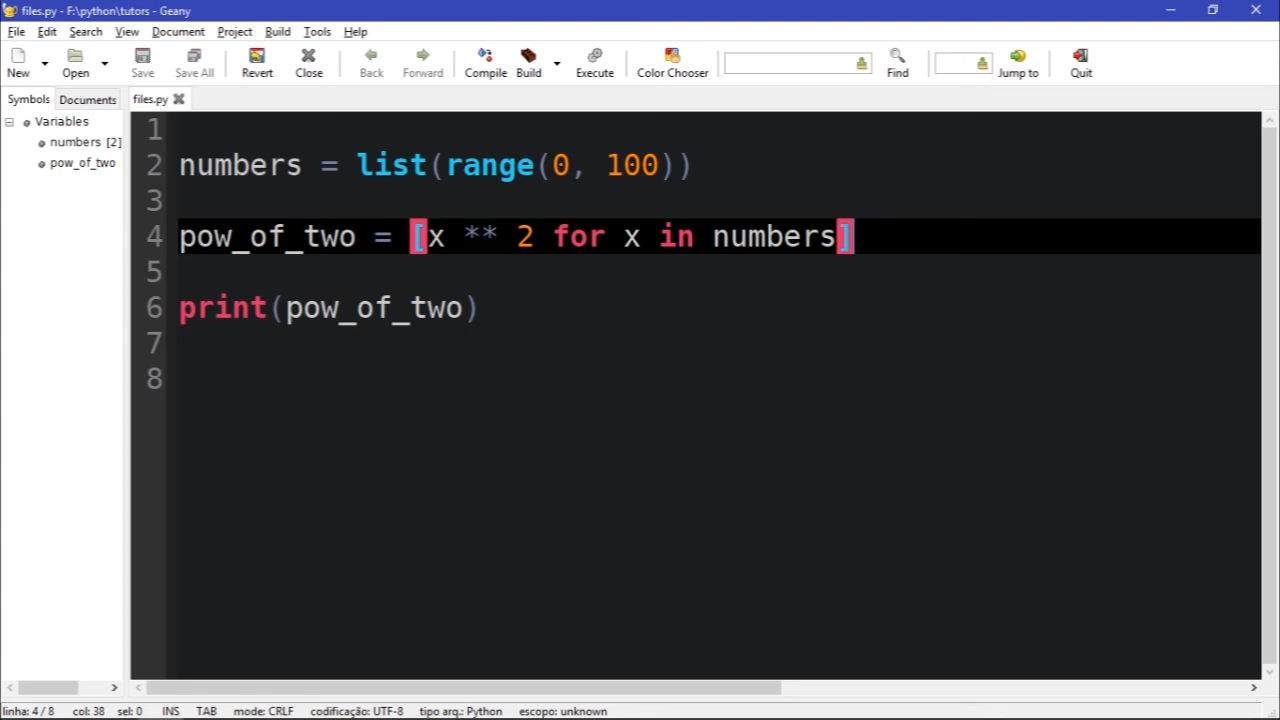 files.py - F:\python\tutors - Geany
File Edit Search View Document Project Build Tools Help
New Open Save Save All Revert Close Back Forward Compile Build Execute Color Chooser Find Jump to Quit
Symbols Documents files.py
Variables
numbers [2]
pow_of_two
1
2 numbers = list(range(0, 100))
3
4 pow_of_two = [x ** 2 for x in numbers]
5
6 print(pow_of_two)
7
8
linha: 4 / 8 col: 38 sel: 0 INS TAB mode: CRLF codificação: UTF-8 tipo arq.: Python escopo: unknown